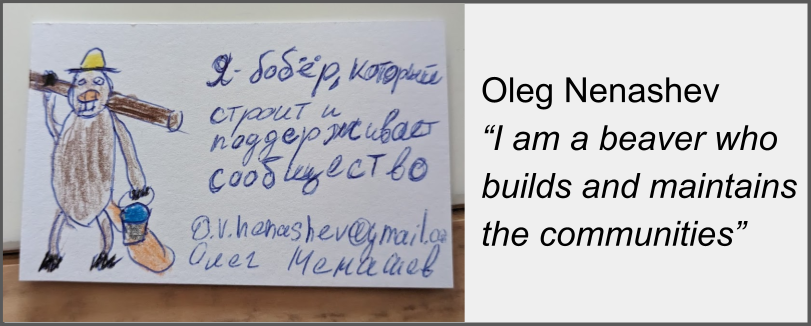 Я - бобёр, который
строит и
поддерживает
сообщество
o.v.nenashev@gmail.co
Олег Ненашев
Oleg Nenashev
“I am a beaver who
builds and maintains
the communities”